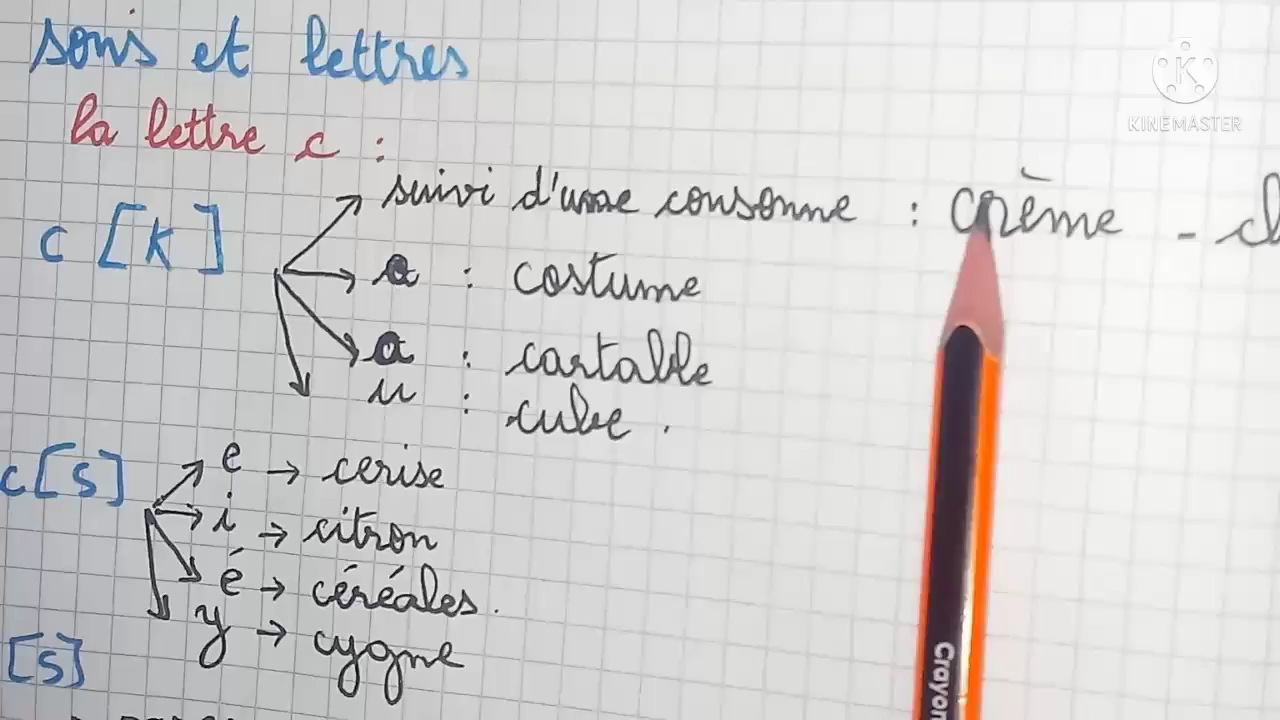 sons et lettres
la lettre c :
suivi d'une consonne : crème -
c [k]
: costume
a : cartable
u : cube .
c [s]
e → cerise
i → citron
é → céréales.
y → cygne
[s]
KINEMASTER
Crayon